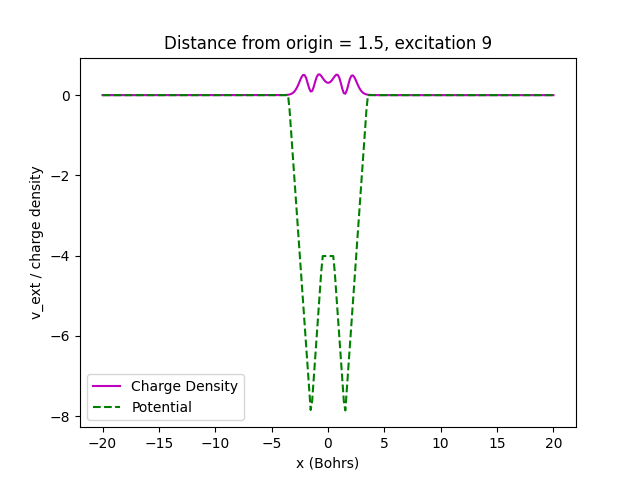 Distance from origin = 1.5, excitation 9
v_ext / charge density
0
−2
−4
−6
−8
Charge Density
Potential
−20 −15 −10 −5 0 5 10 15 20
x (Bohrs)